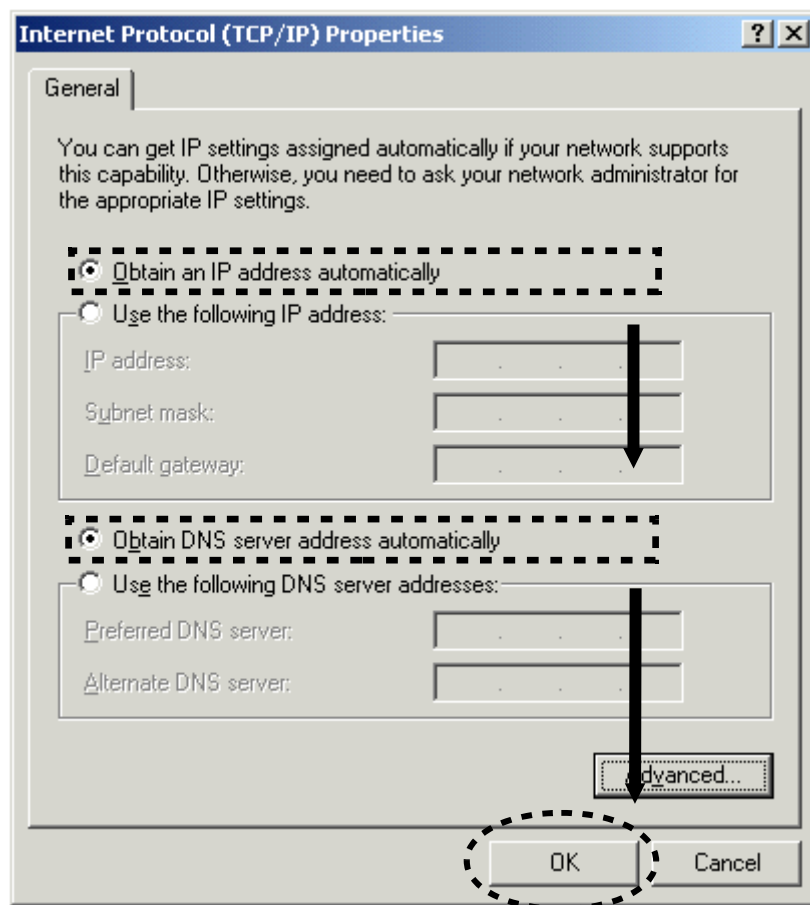 Internet Protocol (TCP/IP) Properties
General
You can get IP settings assigned automatically if your network supports
this capability. Otherwise, you need to ask your network administrator for
the appropriate IP settings.
Obtain an IP address automatically
Use the following IP address:
IP address:
Subnet mask:
Default gateway:
Obtain DNS server address automatically
Use the following DNS server addresses:
Preferred DNS server:
Alternate DNS server:
Advanced...
OK
Cancel